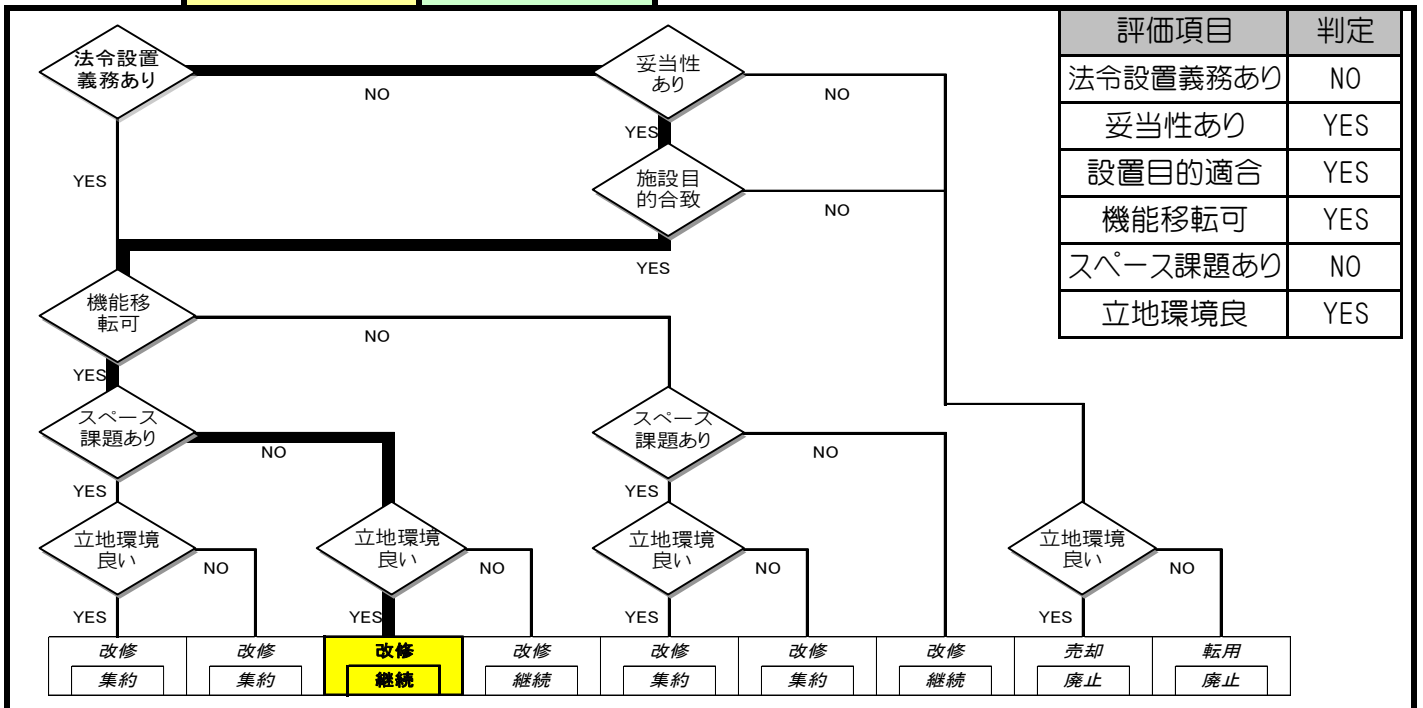 法令設置
義務あり
NO
妥当性
あり
NO
YES
YES
施設目
的合致
NO
YES
評価項目 判定
法令設置義務あり NO
妥当性あり YES
設置目的適合 YES
機能移転可 YES
スペース課題あり NO
立地環境良 YES
機能移
転可
NO
YES
スペース
課題あり
NO
YES
スペース
課題あり
NO
YES
立地環境
良い
NO
YES
立地環境
良い
NO
YES
立地環境
良い
NO
YES
立地環境
良い
NO
YES
改修 改修 改修 改修 改修 改修 改修 売却 転用
集約 集約 継続 継続 集約 集約 継続 廃止 廃止